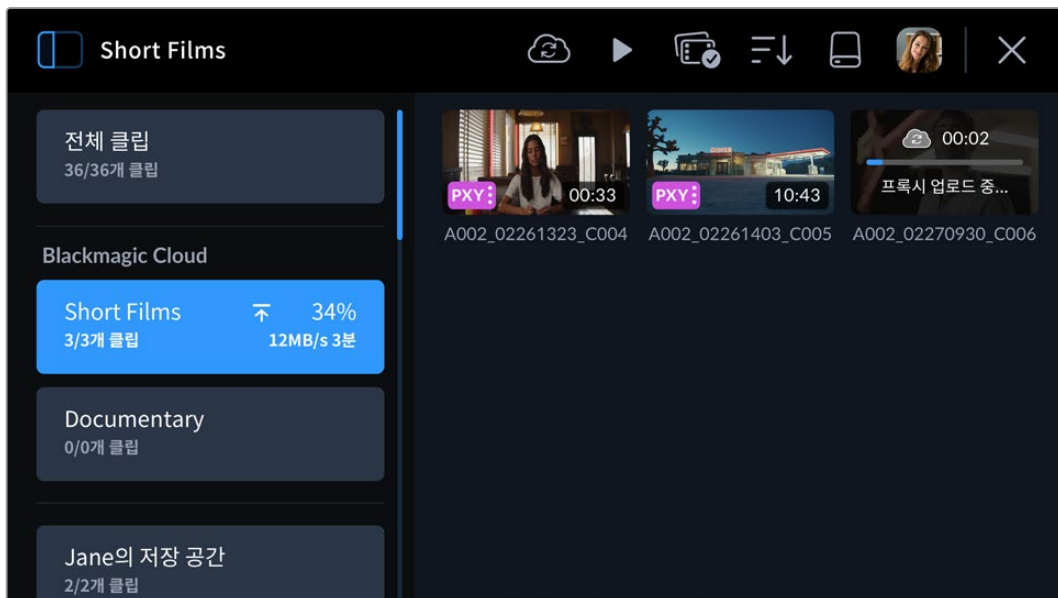 Short Films
전체 클립
36/36개 클립
Blackmagic Cloud
Short Films 34%
3/3개 클립 12MB/s 3분
Documentary
0/0개 클립
Jane의 저장 공간
2/2개 클립
PXY 00:33
A002_02261323_C004
DINER
PXY 10:43
A002_02261403_C005
00:02
프록시 업로드 중...
A002_02270930_C006